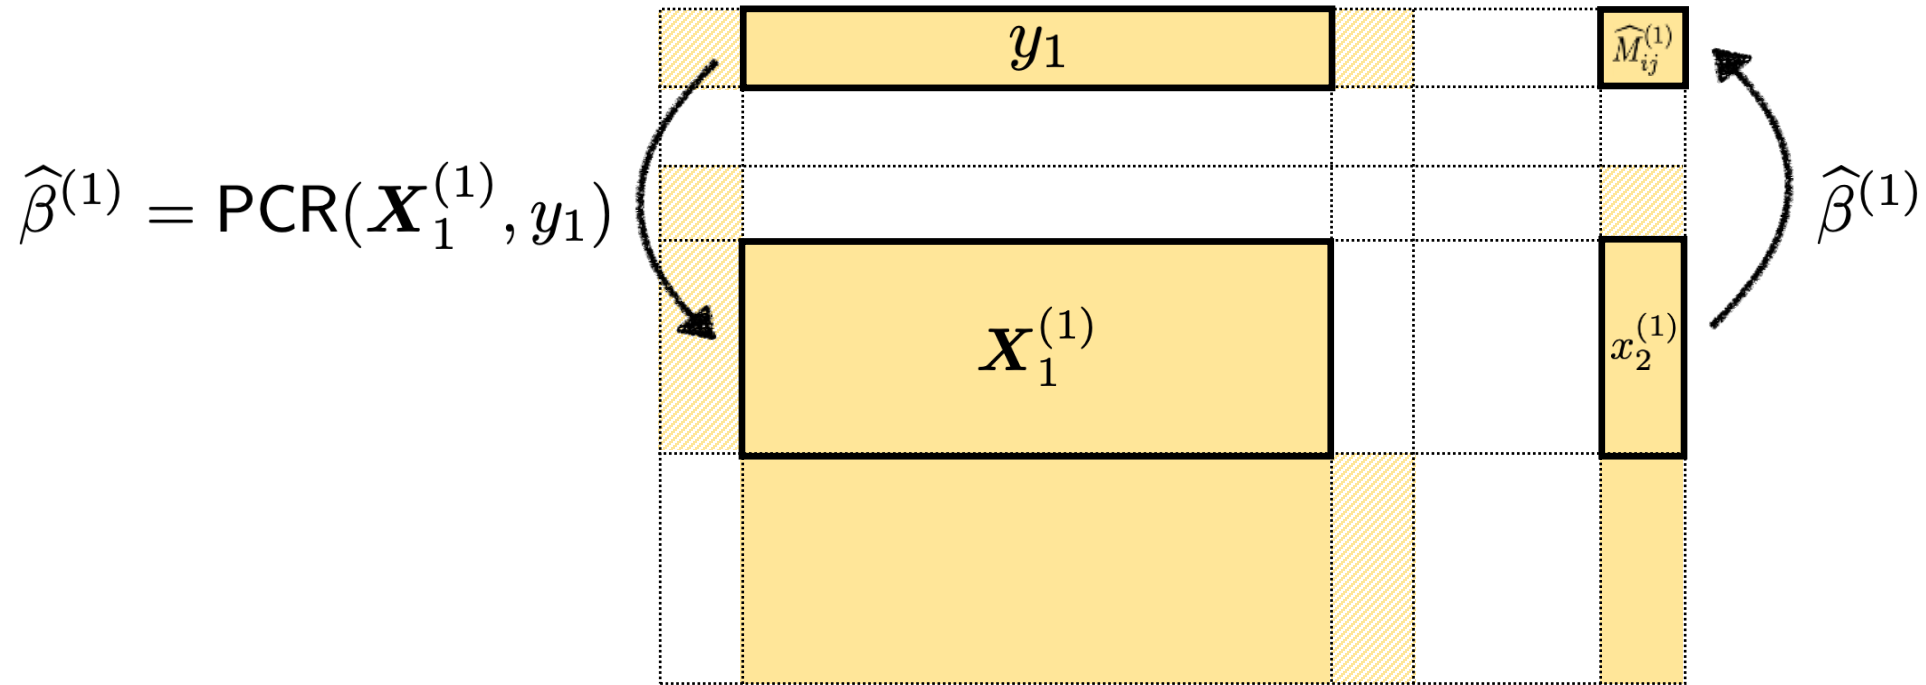 y₁
M̂ᵢⱼ⁽¹⁾
β̂⁽¹⁾ = PCR(X₁⁽¹⁾, y₁)
β̂⁽¹⁾
X₁⁽¹⁾
x₂⁽¹⁾